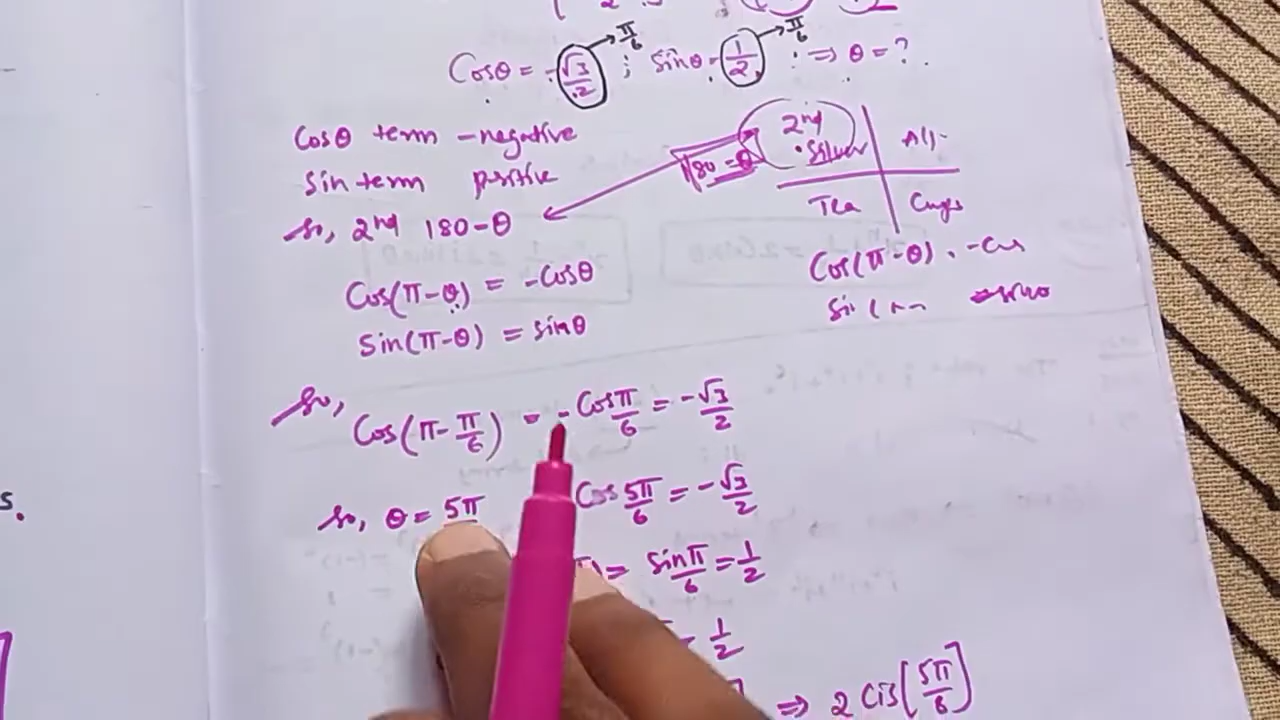 Cosθ = -√3/2 → π/6 ; Sinθ = 1/2 → π/6 ⇒ θ = ?
Cosθ term -negative
Sin term positive
So, 2nd 180-θ
2nd
Silver
180-θ
All
Tea
Cups
Cos(π-θ) = -Cosθ
Sin(π-θ) = sinθ
Cos(π-θ) = -Cos
So,
Cos(π-π/6) = -Cosπ/6 = -√3/2
So, θ = 5π
Cos 5π/6 = -√3/2
= Sinπ/6 = 1/2
1/2
⇒ 2 Cis(5π/6)
s.